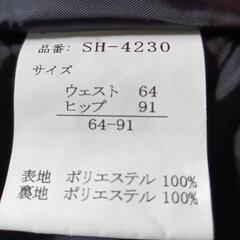 品番: SH-4230
サイズ
ウェスト 64
ヒップ 91
64-91
表地 ポリエステル 100%
裏地 ポリエステル 100%